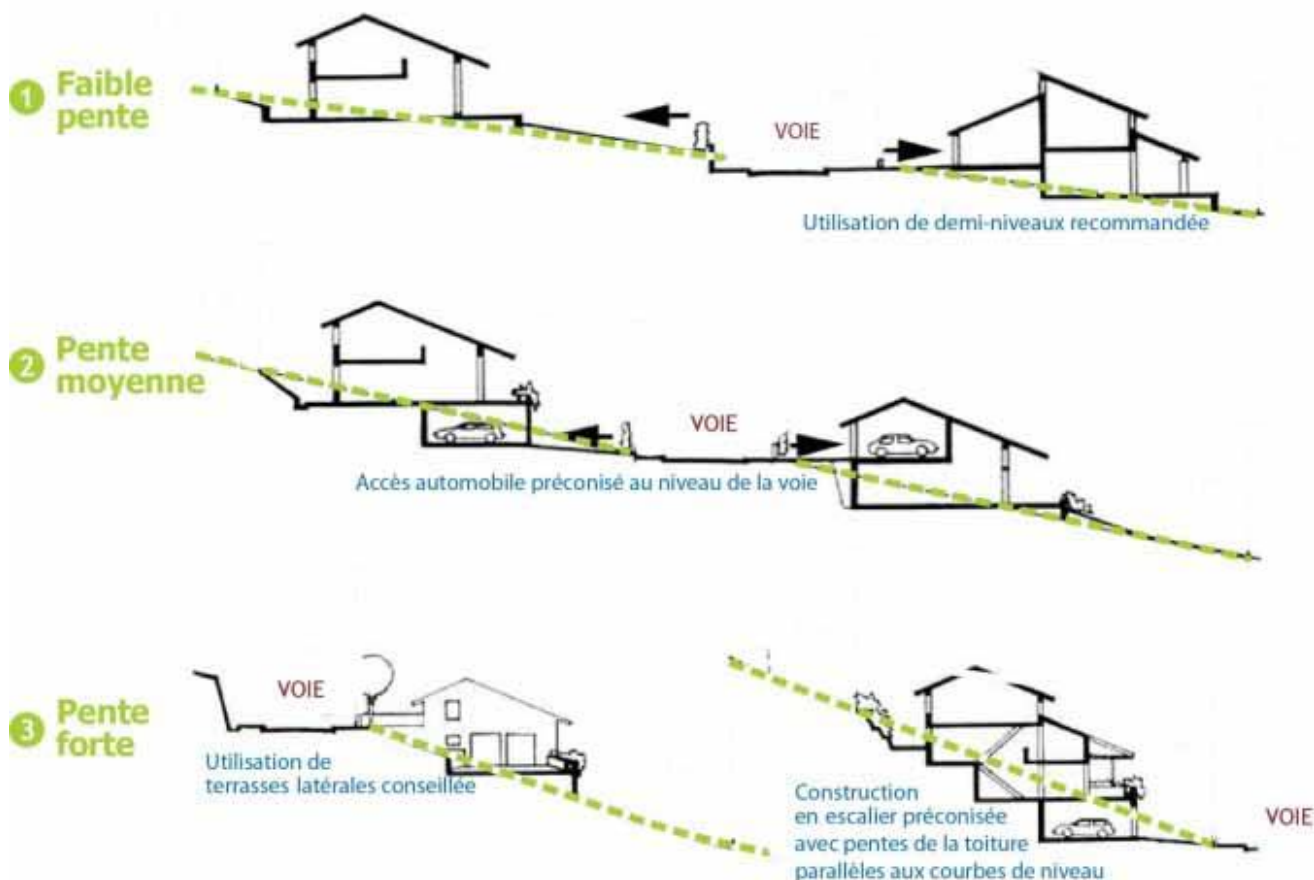 1 Faible
pente
VOIE
Utilisation de demi-niveaux recommandée
2 Pente
moyenne
VOIE
Accès automobile préconisé au niveau de la voie
3 Pente
forte
VOIE
Utilisation de
terrasses latérales conseillée
Construction
en escalier préconisée
avec pentes de la toiture
parallèles aux courbes de niveau
VOIE